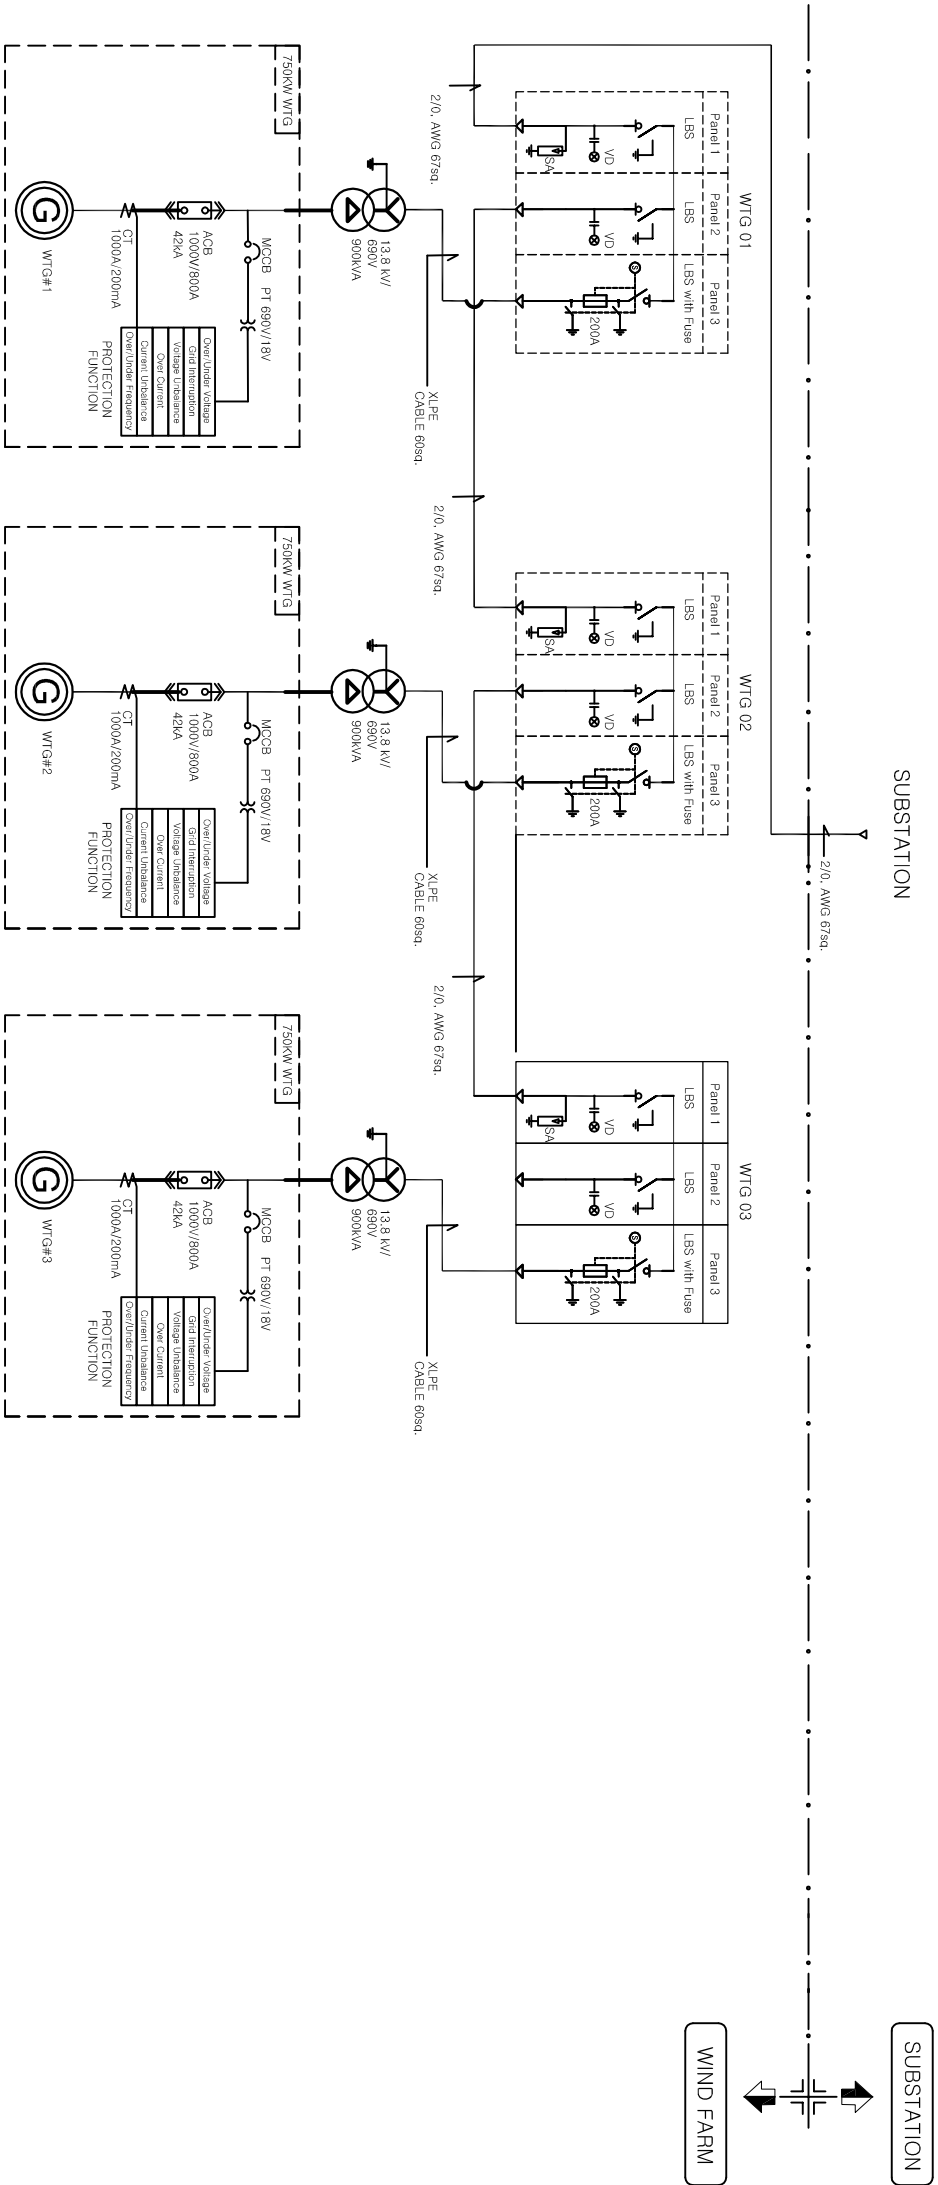 SUBSTATION
SUBSTATION
WIND FARM
2/0, AWG 67sq.
WTG 01
Panel 1
Panel 2
Panel 3
LBS
LBS
LBS with Fuse
VD
VD
SA
S
200A
2/0, AWG 67sq.
XLPE
CABLE 60sq.
13.8 kV/
690V
900kVA
750KW WTG
MCCB
PT 690V/18V
ACB
1000V/800A
42kA
CT
1000A/200mA
Over/Under Voltage
Grid Interruption
Voltage Unbalance
Over Current
Current Unbalance
Over/Under Frequency
PROTECTION
FUNCTION
G
WTG#1
WTG 02
Panel 1
Panel 2
Panel 3
LBS
LBS
LBS with Fuse
VD
VD
SA
S
200A
2/0, AWG 67sq.
XLPE
CABLE 60sq.
13.8 kV/
690V
900kVA
750KW WTG
MCCB
PT 690V/18V
ACB
1000V/800A
42kA
CT
1000A/200mA
Over/Under Voltage
Grid Interruption
Voltage Unbalance
Over Current
Current Unbalance
Over/Under Frequency
PROTECTION
FUNCTION
G
WTG#2
WTG 03
Panel 1
Panel 2
Panel 3
LBS
LBS
LBS with Fuse
VD
VD
SA
S
200A
2/0, AWG 67sq.
XLPE
CABLE 60sq.
13.8 kV/
690V
900kVA
750KW WTG
MCCB
PT 690V/18V
ACB
1000V/800A
42kA
CT
1000A/200mA
Over/Under Voltage
Grid Interruption
Voltage Unbalance
Over Current
Current Unbalance
Over/Under Frequency
PROTECTION
FUNCTION
G
WTG#3